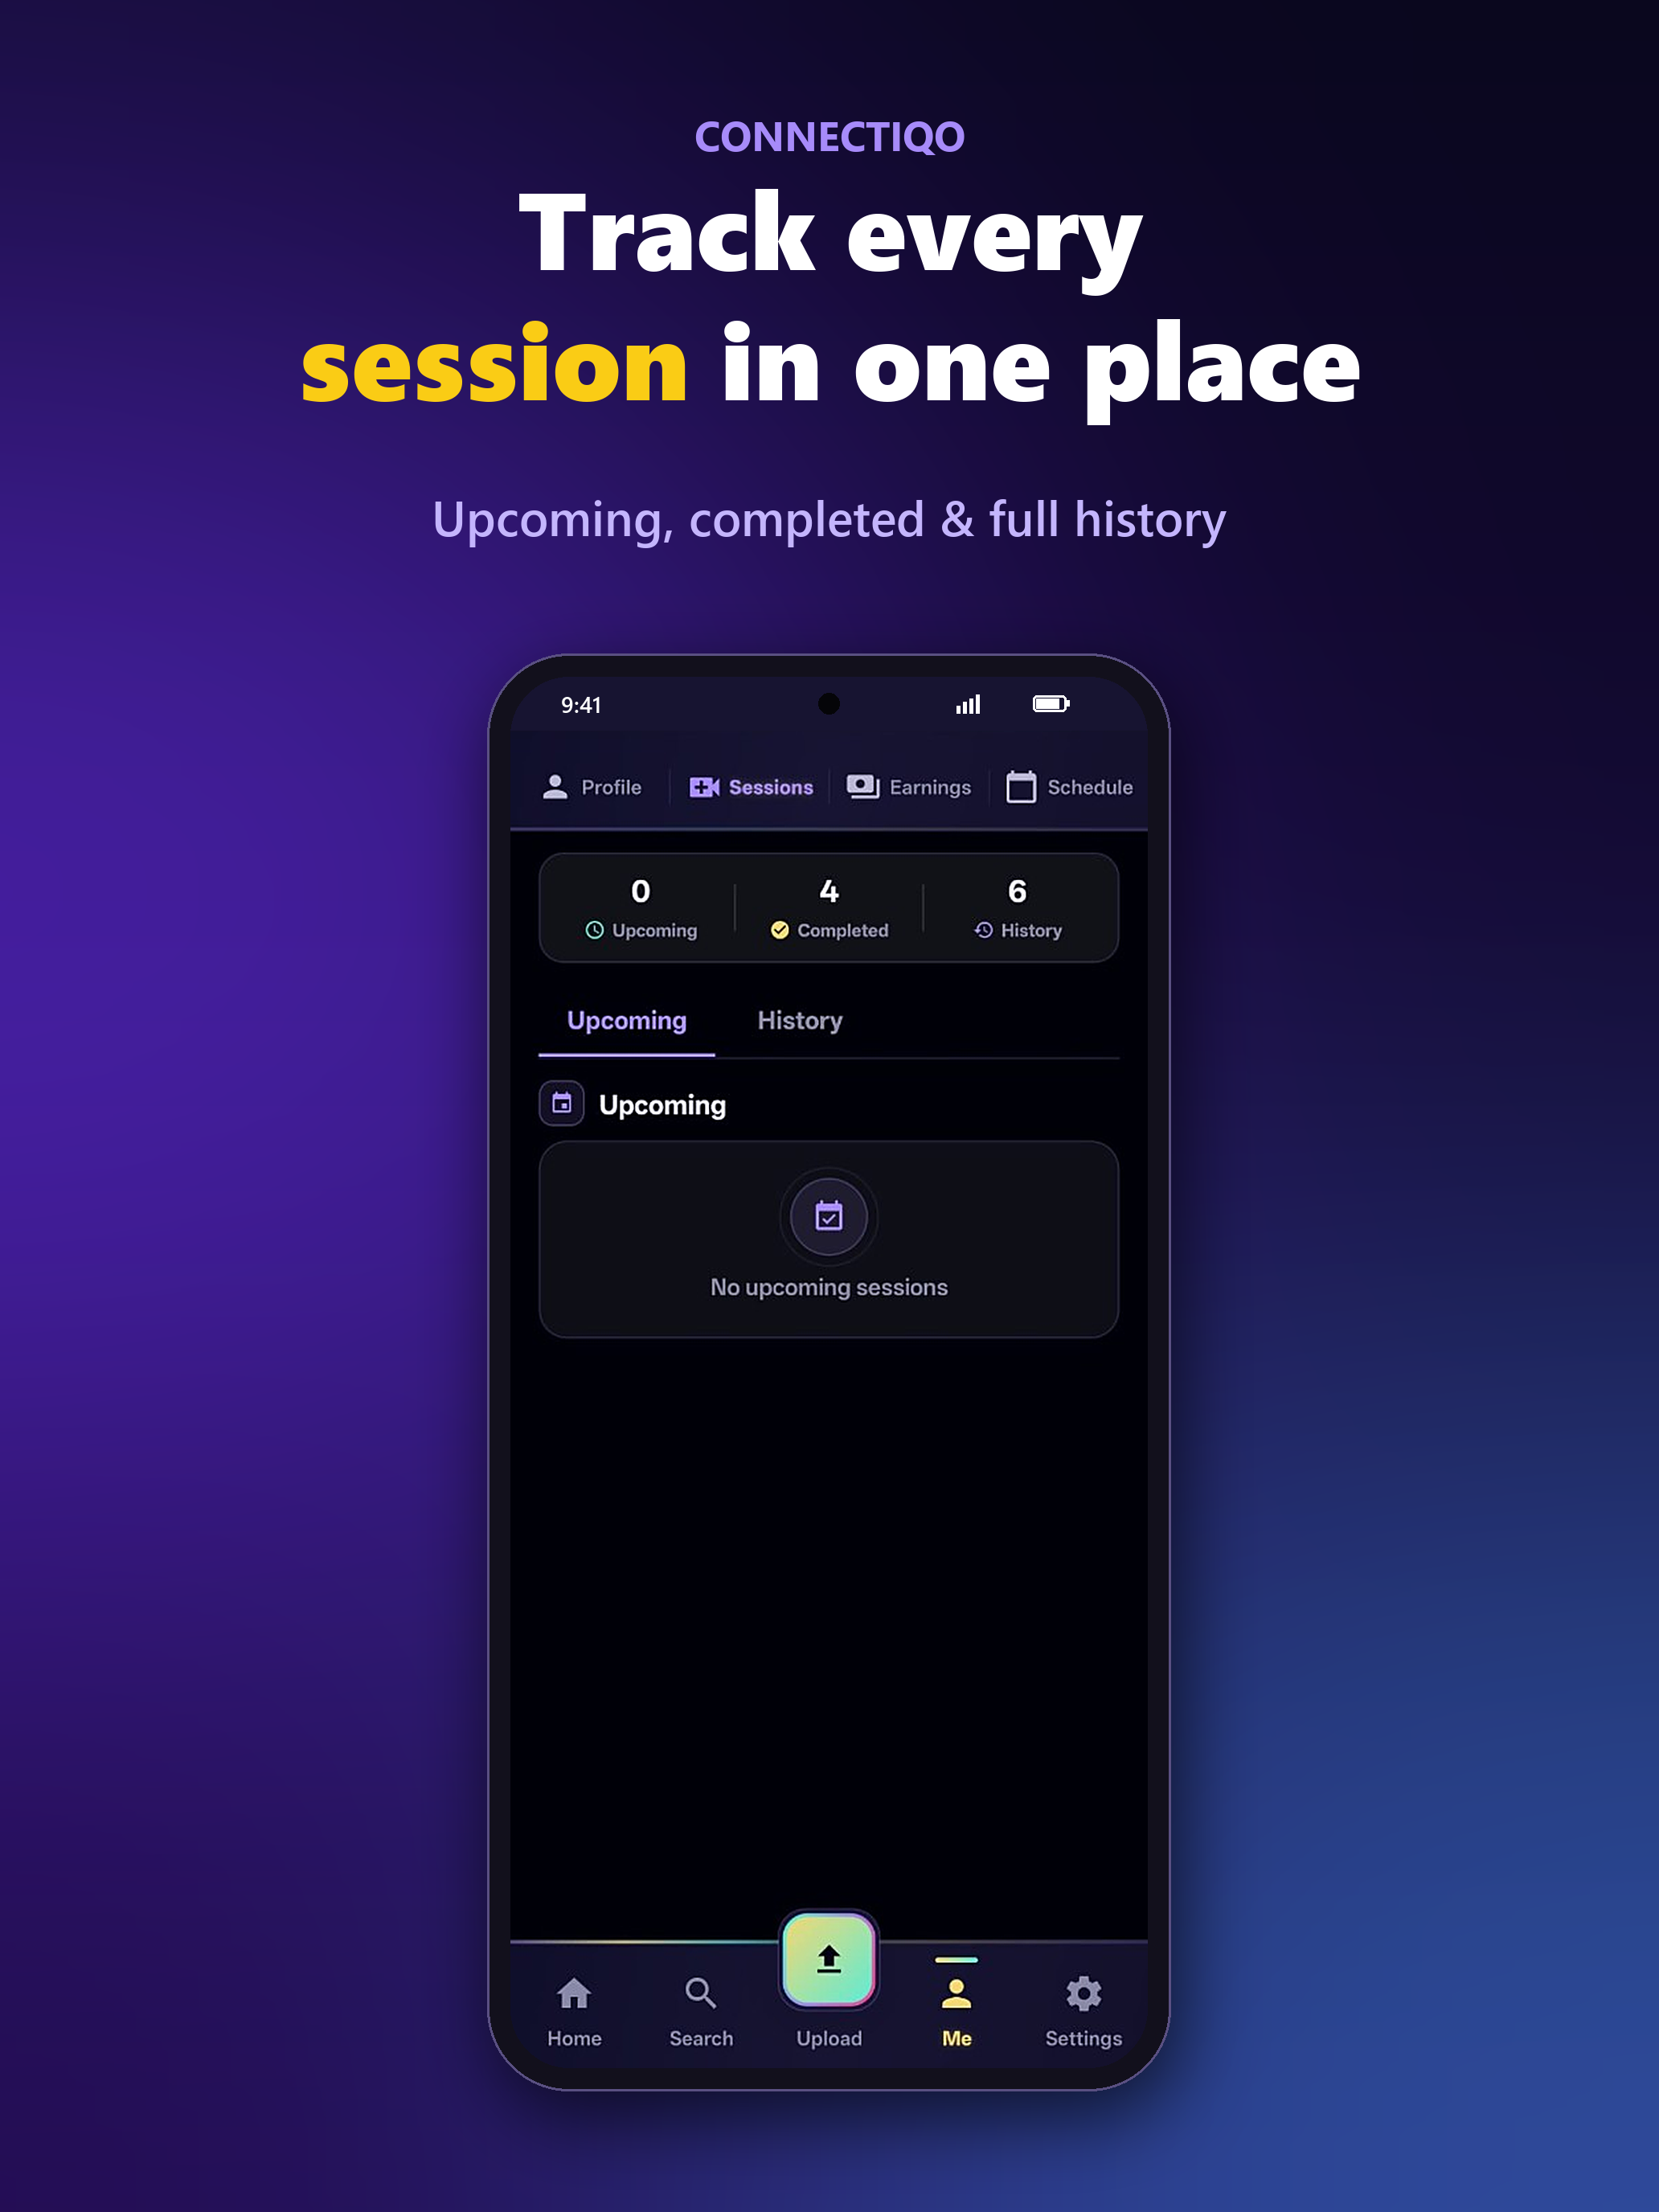 CONNECTIQO
Track every
session in one place
Upcoming, completed & full history
9:41
Profile Sessions Earnings Schedule
0 4 6
Upcoming Completed History
Upcoming History
Upcoming
No upcoming sessions
Home Search Upload Me Settings